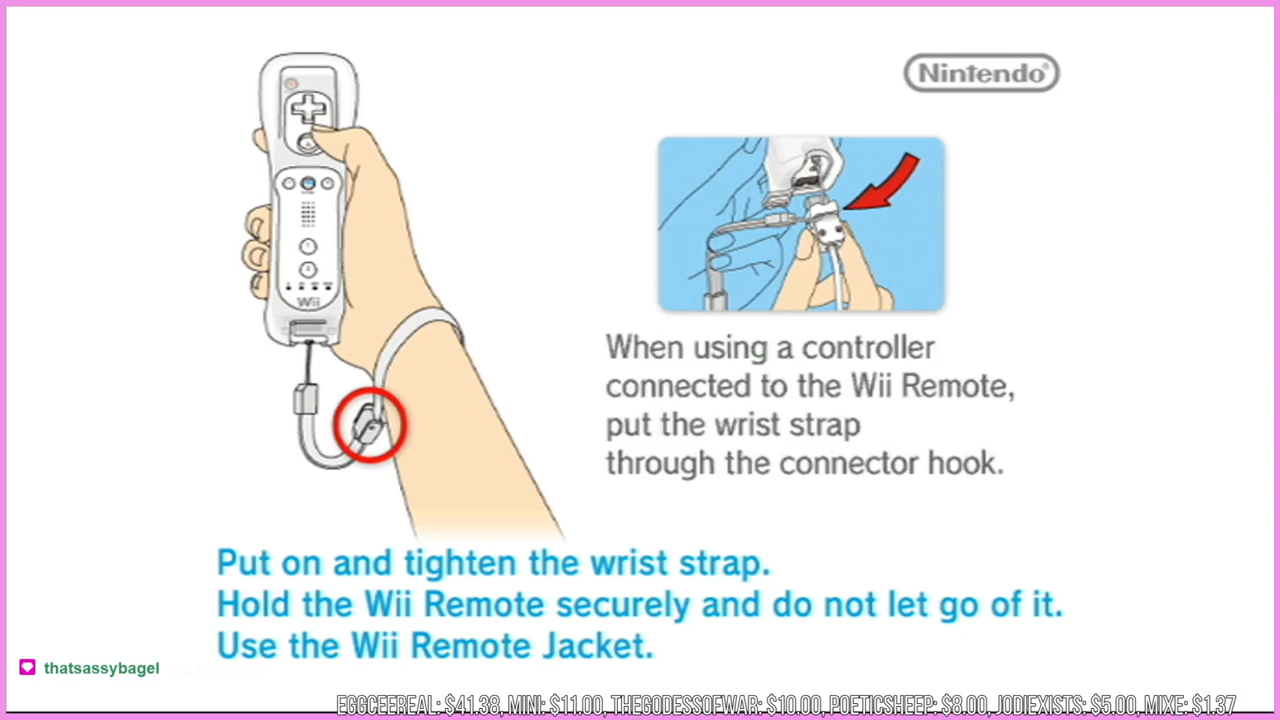 Nintendo®
Wii
When using a controller
connected to the Wii Remote,
put the wrist strap
through the connector hook.
Put on and tighten the wrist strap.
Hold the Wii Remote securely and do not let go of it.
Use the Wii Remote Jacket.
thatsassybagel
EGGCEEREAL: $41.38, MINI: $11.00, THEGODESSOFWAR: $10.00, POETICSHEEP: $8.00, JODIEXISTS: $5.00, MIXE: $1.37